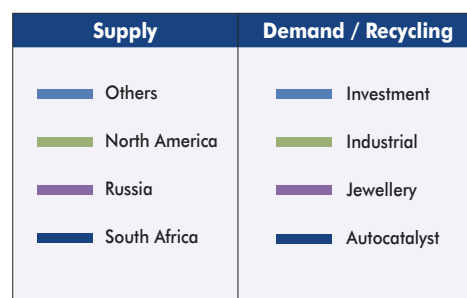 Supply
Demand / Recycling
Others
Investment
North America
Industrial
Russia
Jewellery
South Africa
Autocatalyst